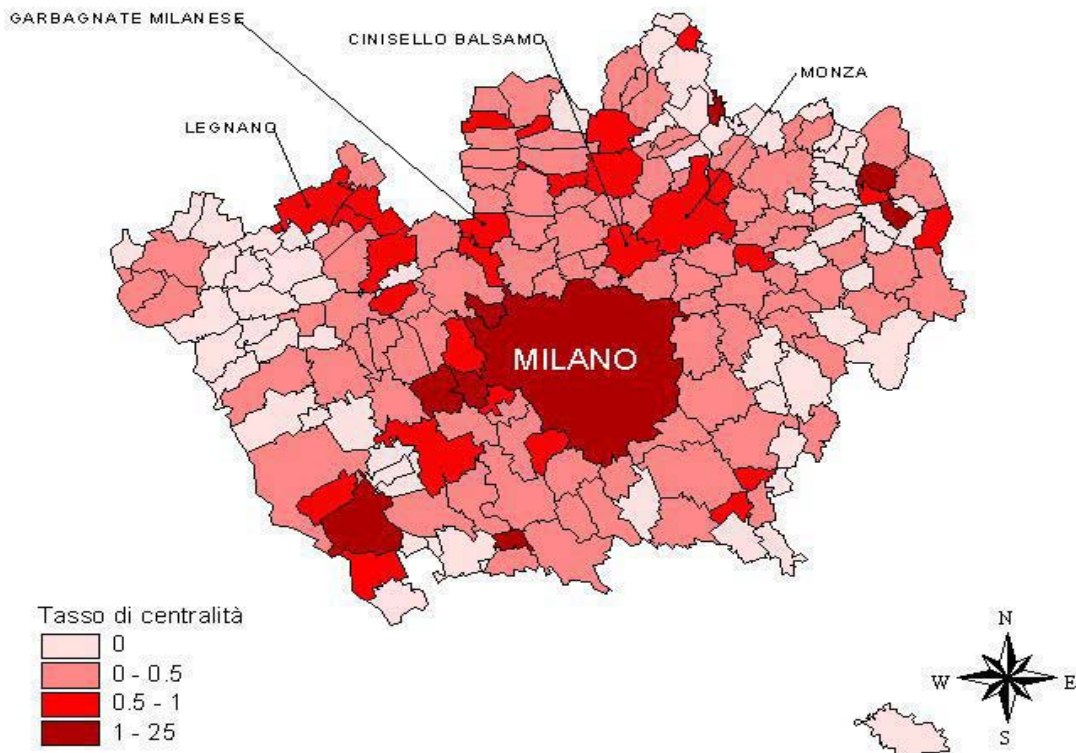 GARBAGNATE MILANESE
CINISELLO BALSAMO
MONZA
LEGNANO
MILANO
Tasso di centralità
0
0 - 0.5
0.5 - 1
1 - 25
N
W E
S